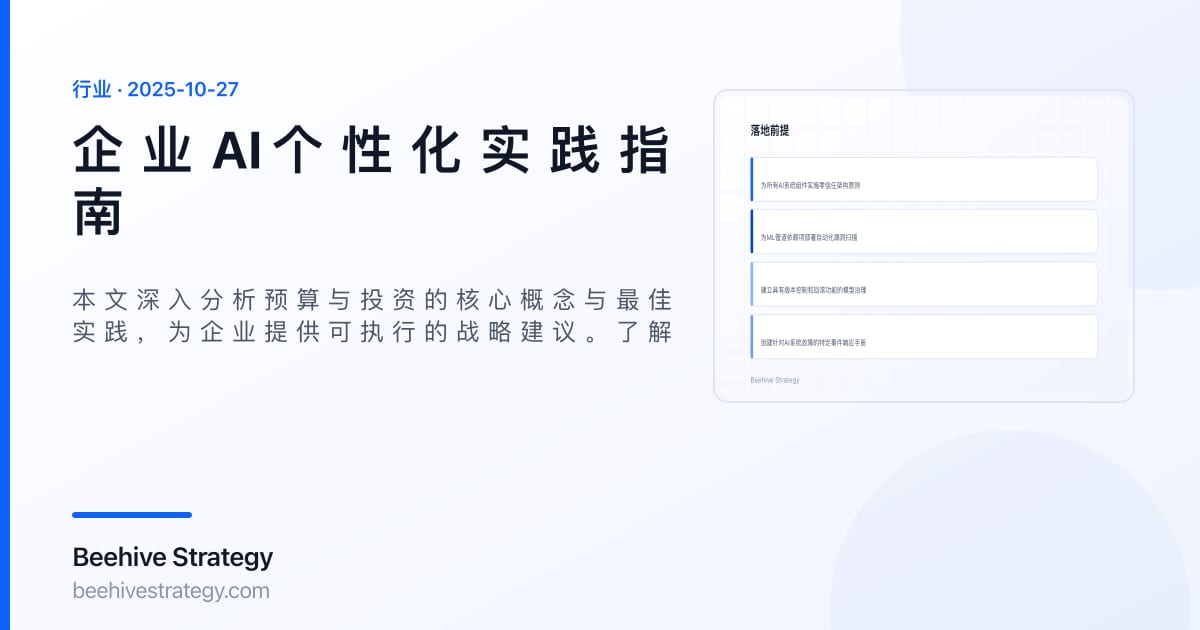 行业 · 2025-10-27
企业AI个性化实践指
南
本文深入分析预算与投资的核心概念与最佳
实践，为企业提供可执行的战略建议。了解
落地前提
为所有AI系统组件实施零信任架构原则
为ML管道依赖项部署自动化漏洞扫描
建立具有版本控制和回滚功能的模型治理
创建针对AI系统故障的特定事件响应手册
Beehive Strategy
Beehive Strategy
beehivestrategy.com